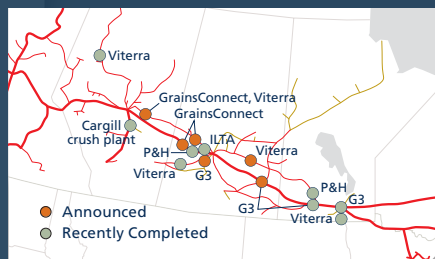 Viterra
GrainsConnect, Viterra
GrainsConnect
Cargill
crush plant
ILTA
P&H
Viterra
Viterra
G3
P&H
G3
G3
Viterra
Announced
Recently Completed